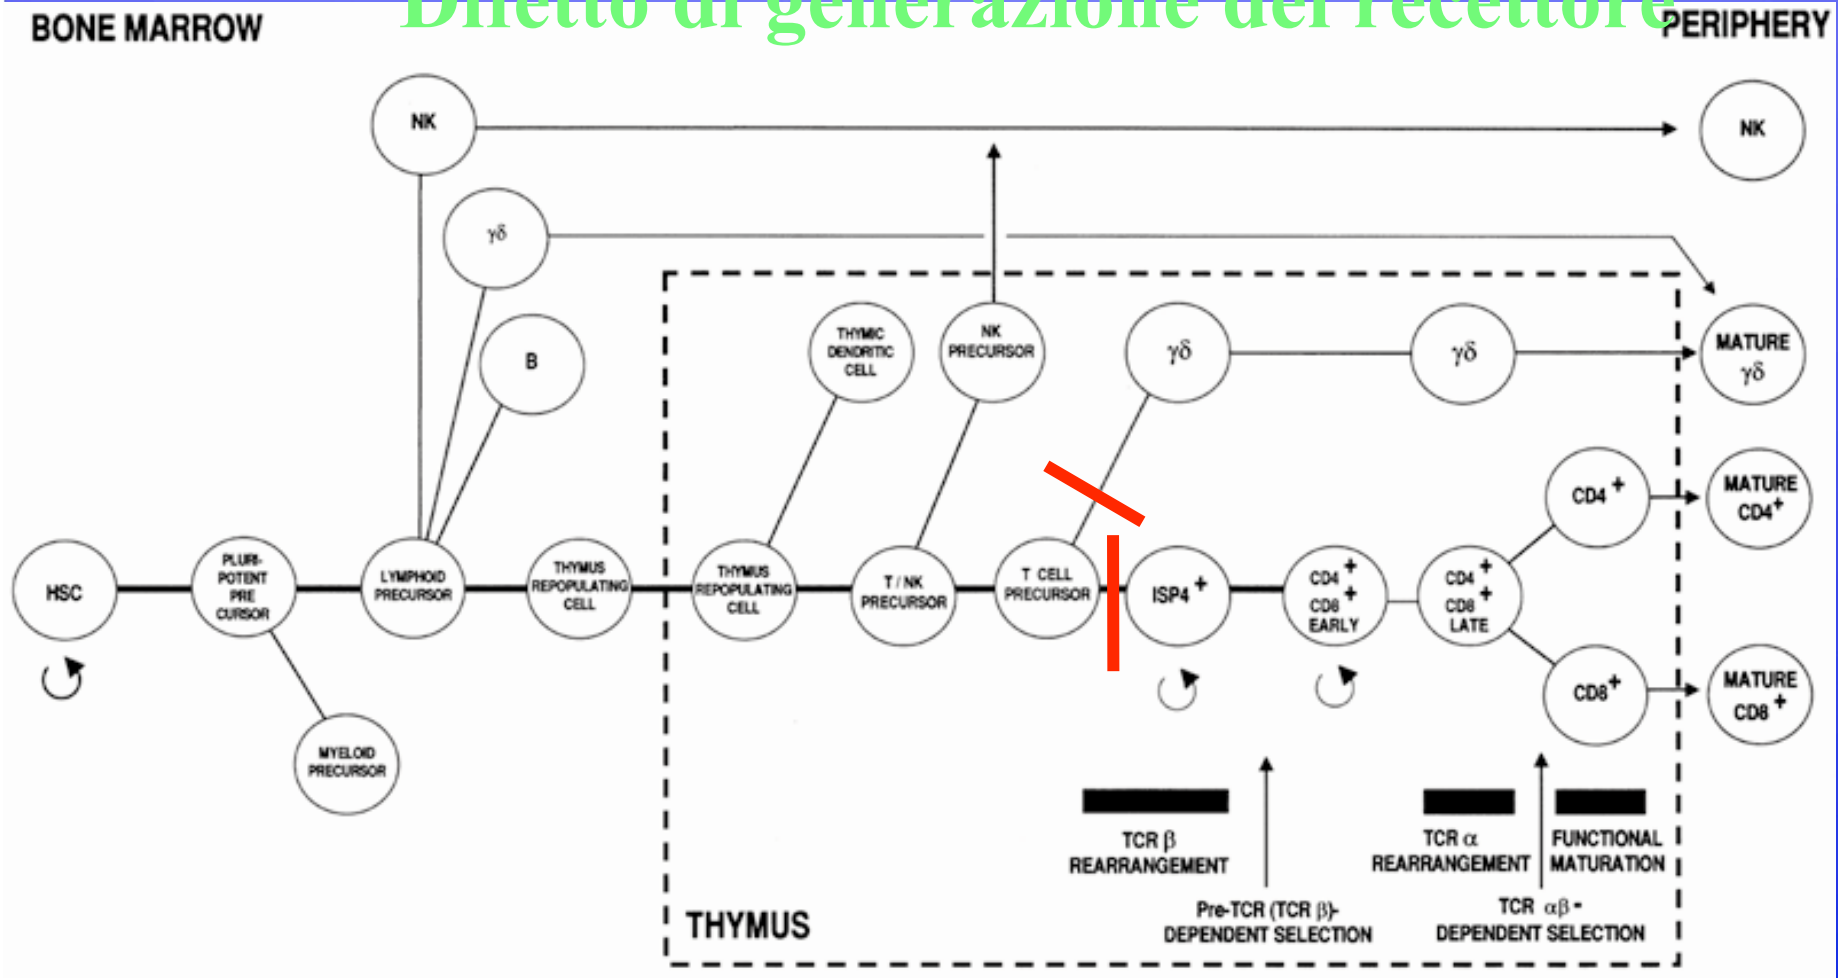 Difetto di generazione del recettore
BONE MARROW
PERIPHERY
NK
NK
γδ
B
THYMIC
DENDRITIC
CELL
NK
PRECURSOR
γδ
γδ
MATURE
γδ
CD4 +
MATURE
CD4+
HSC
PLURI-
POTENT
PRE
CURSOR
LYMPHOID
PRECURSOR
THYMUS
REPOPULATING
CELL
THYMUS
REPOPULATING
CELL
T / NK
PRECURSOR
T CELL
PRECURSOR
ISP4 +
CD4 +
CD8 +
EARLY
CD4 +
CD8 +
LATE
CD8+
MATURE
CD8 +
MYELOID
PRECURSOR
TCR β
REARRANGEMENT
TCR α
REARRANGEMENT
FUNCTIONAL
MATURATION
Pre-TCR (TCR β)-
DEPENDENT SELECTION
TCR αβ -
DEPENDENT SELECTION
THYMUS